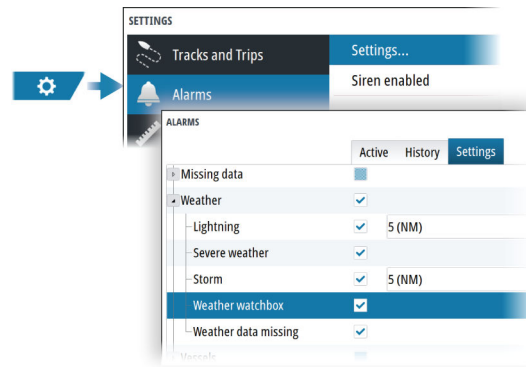 SETTINGS
Tracks and Trips
Settings...
Alarms
Siren enabled
ALARMS
Active History Settings
Missing data
Weather
Lightning 5 (NM)
Severe weather
Storm 5 (NM)
Weather watchbox
Weather data missing
Vessels